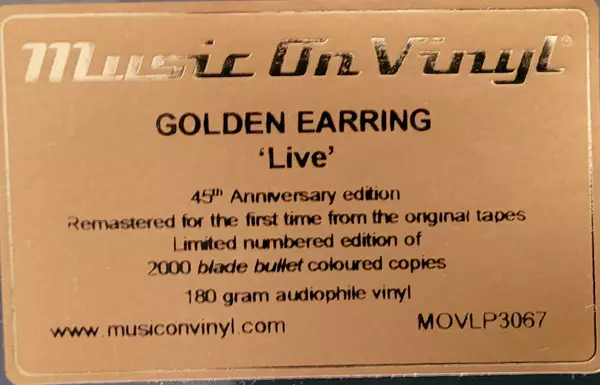 Music On Vinyl®
GOLDEN EARRING
‘Live’
45th Anniversary edition
Remastered for the first time from the original tapes
Limited numbered edition of
2000 blade bullet coloured copies
180 gram audiophile vinyl
www.musiconvinyl.com MOVLP3067